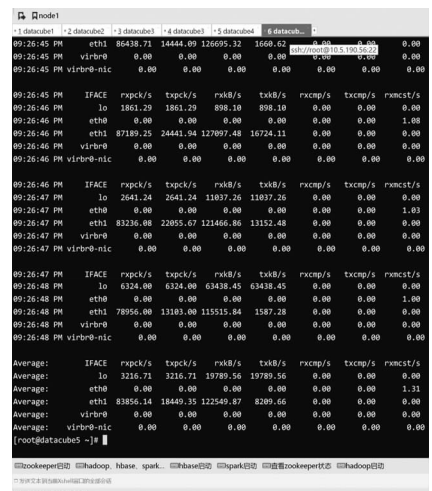 node1
1 datacube1 2 datacube2 3 datacube3 4 datacube3 5 datacube4 6 datacub...
09:26:45 PM eth1 86438.71 14444.09 126695.32 1660.62 0.00 0.00 0.00
ssh://root@10.5.190.56:22
09:26:45 PM virbr0 0.00 0.00 0.00 0.00 0.00 0.00 0.00
09:26:45 PM virbr0-nic 0.00 0.00 0.00 0.00 0.00 0.00 0.00
09:26:45 PM IFACE rxpck/s txpck/s rxkB/s txkB/s rxcmp/s txcmp/s rxmcst/s
09:26:46 PM lo 1861.29 1861.29 898.10 898.10 0.00 0.00 0.00
09:26:46 PM eth0 0.00 0.00 0.00 0.00 0.00 0.00 1.08
09:26:46 PM eth1 87189.25 24441.94 127097.48 16724.11 0.00 0.00 0.00
09:26:46 PM virbr0 0.00 0.00 0.00 0.00 0.00 0.00 0.00
09:26:46 PM virbr0-nic 0.00 0.00 0.00 0.00 0.00 0.00 0.00
09:26:46 PM IFACE rxpck/s txpck/s rxkB/s txkB/s rxcmp/s txcmp/s rxmcst/s
09:26:47 PM lo 2641.24 2641.24 11037.26 11037.26 0.00 0.00 0.00
09:26:47 PM eth0 0.00 0.00 0.00 0.00 0.00 0.00 1.03
09:26:47 PM eth1 83236.08 22055.67 121466.86 13152.48 0.00 0.00 0.00
09:26:47 PM virbr0 0.00 0.00 0.00 0.00 0.00 0.00 0.00
09:26:47 PM virbr0-nic 0.00 0.00 0.00 0.00 0.00 0.00 0.00
09:26:47 PM IFACE rxpck/s txpck/s rxkB/s txkB/s rxcmp/s txcmp/s rxmcst/s
09:26:48 PM lo 6324.00 6324.00 63438.45 63438.45 0.00 0.00 0.00
09:26:48 PM eth0 0.00 0.00 0.00 0.00 0.00 0.00 1.00
09:26:48 PM eth1 78956.00 13103.00 115515.84 1587.28 0.00 0.00 0.00
09:26:48 PM virbr0 0.00 0.00 0.00 0.00 0.00 0.00 0.00
09:26:48 PM virbr0-nic 0.00 0.00 0.00 0.00 0.00 0.00 0.00
Average: IFACE rxpck/s txpck/s rxkB/s txkB/s rxcmp/s txcmp/s rxmcst/s
Average: lo 3216.71 3216.71 19789.56 19789.56 0.00 0.00 0.00
Average: eth0 0.00 0.00 0.00 0.00 0.00 0.00 1.31
Average: eth1 83856.14 18449.35 122549.87 8209.66 0.00 0.00 0.00
Average: virbr0 0.00 0.00 0.00 0.00 0.00 0.00 0.00
Average: virbr0-nic 0.00 0.00 0.00 0.00 0.00 0.00 0.00
[root@datacube5 ~]#
zookeeper启动 hadoop, hbase, spark... hbase启动 spark启动 查看zookeeper状态 hadoop启动